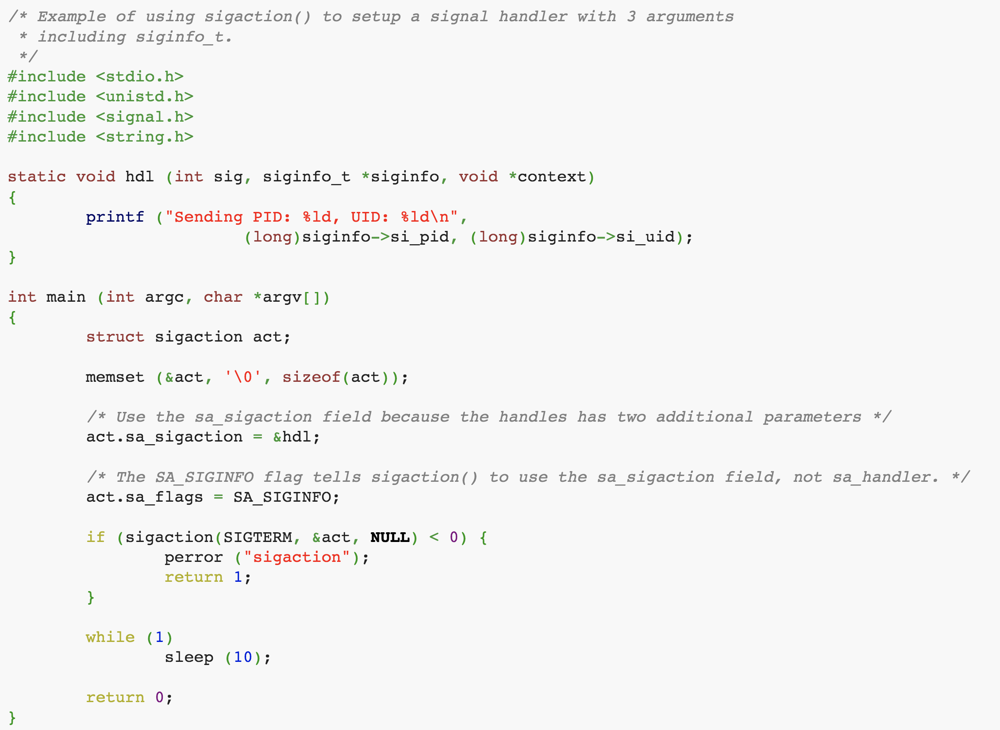 /* Example of using sigaction() to setup a signal handler with 3 arguments
 * including siginfo_t.
 */
#include <stdio.h>
#include <unistd.h>
#include <signal.h>
#include <string.h>

static void hdl (int sig, siginfo_t *siginfo, void *context)
{
        printf ("Sending PID: %ld, UID: %ld\n",
                        (long)siginfo->si_pid, (long)siginfo->si_uid);
}

int main (int argc, char *argv[])
{
        struct sigaction act;

        memset (&act, '\0', sizeof(act));

        /* Use the sa_sigaction field because the handles has two additional parameters */
        act.sa_sigaction = &hdl;

        /* The SA_SIGINFO flag tells sigaction() to use the sa_sigaction field, not sa_handler. */
        act.sa_flags = SA_SIGINFO;

        if (sigaction(SIGTERM, &act, NULL) < 0) {
                perror ("sigaction");
                return 1;
        }

        while (1)
                sleep (10);

        return 0;
}